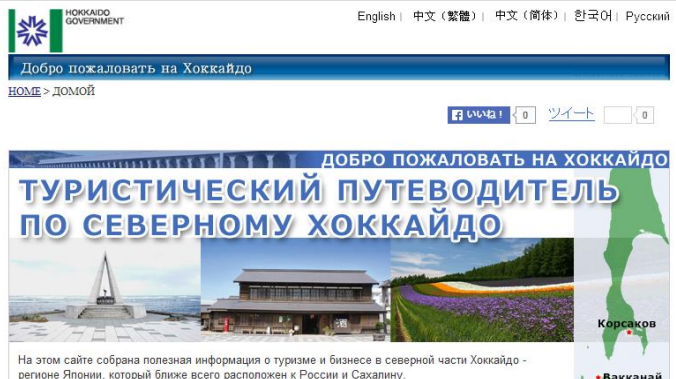 HOKKAIDO
GOVERNMENT
English | 中文（繁體）| 中文（简体）| 한국어 | Русский
Добро пожаловать на Хоккайдо
HOME > ДОМОЙ
いいね！ 0 ツイート 0
ДОБРО ПОЖАЛОВАТЬ НА ХОККАЙДО
ТУРИСТИЧЕСКИЙ ПУТЕВОДИТЕЛЬ
ПО СЕВЕРНОМУ ХОККАЙДО
Корсаков
На этом сайте собрана полезная информация о туризме и бизнесе в северной части Хоккайдо -
регионе Японии, который ближе всего расположен к России и Сахалину.
Вакканай